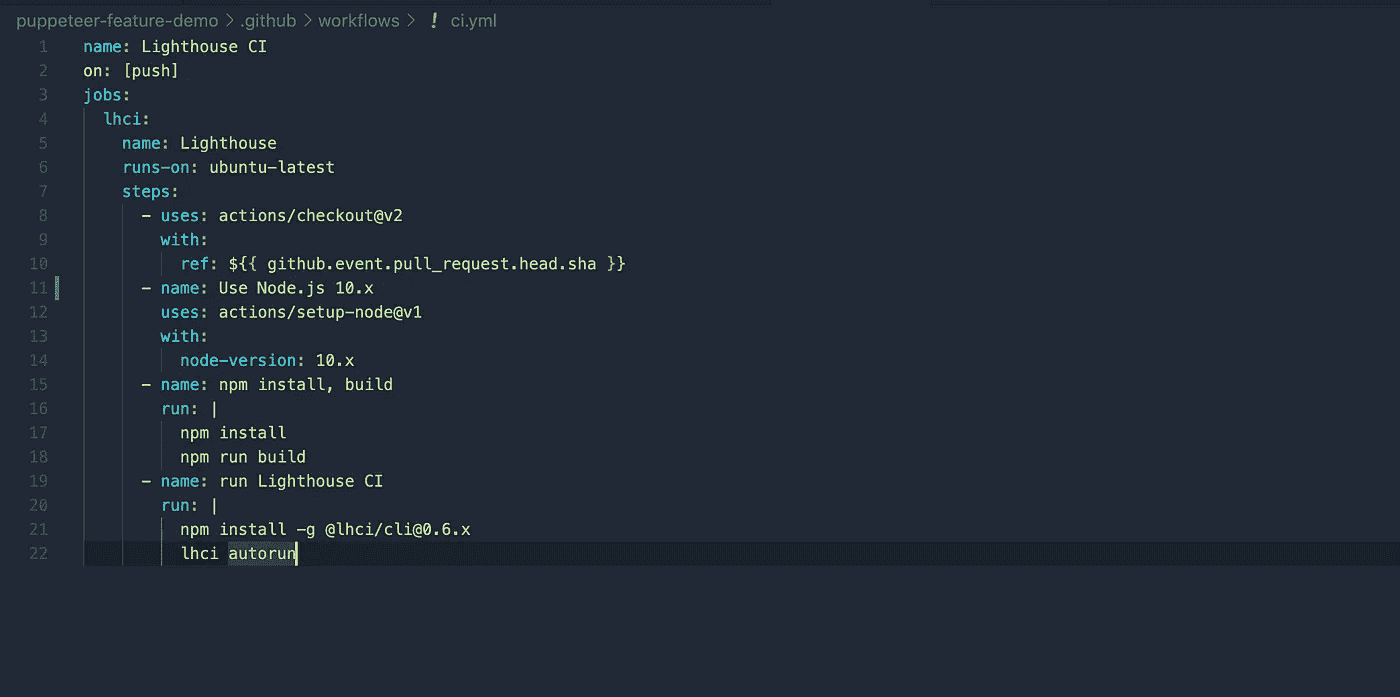 puppeteer-feature-demo > .github > workflows > ! ci.yml
1 name: Lighthouse CI
2 on: [push]
3 jobs:
4   lhci:
5     name: Lighthouse
6     runs-on: ubuntu-latest
7     steps:
8       - uses: actions/checkout@v2
9         with:
10           ref: ${{ github.event.pull_request.head.sha }}
11       - name: Use Node.js 10.x
12         uses: actions/setup-node@v1
13         with:
14           node-version: 10.x
15       - name: npm install, build
16         run: |
17           npm install
18           npm run build
19       - name: run Lighthouse CI
20         run: |
21           npm install -g @lhci/cli@0.6.x
22           lhci autorun